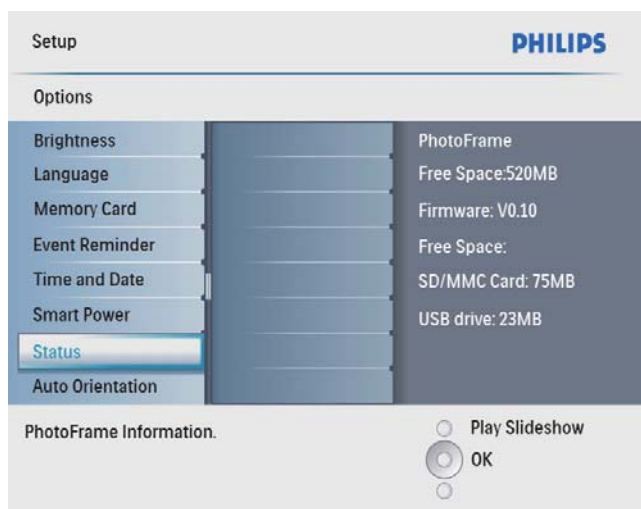 Setup
PHILIPS
Options
Brightness
Language
Memory Card
Event Reminder
Time and Date
Smart Power
Status
Auto Orientation
PhotoFrame
Free Space:520MB
Firmware: V0.10
Free Space:
SD/MMC Card: 75MB
USB drive: 23MB
PhotoFrame Information.
Play Slideshow
OK